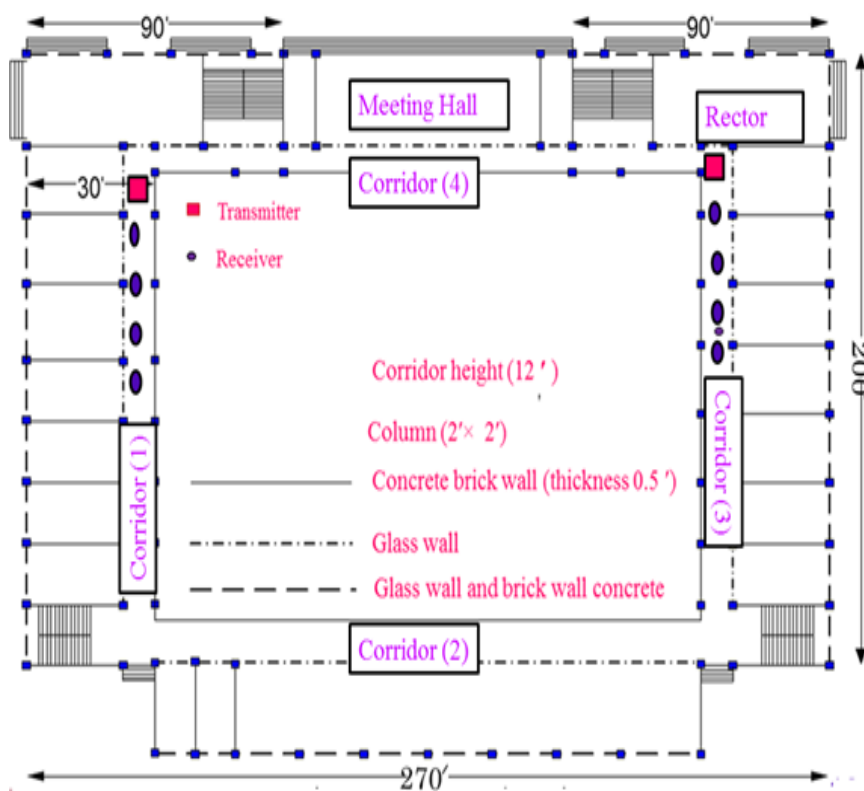 90′
90′
Meeting Hall
Rector
Corridor (4)
30′
Transmitter
Receiver
200′
Corridor height (12 ′ )
Column (2′× 2′)
Corridor (1)
Corridor (3)
Concrete brick wall (thickness 0.5 ′)
Glass wall
Glass wall and brick wall concrete
Corridor (2)
270′